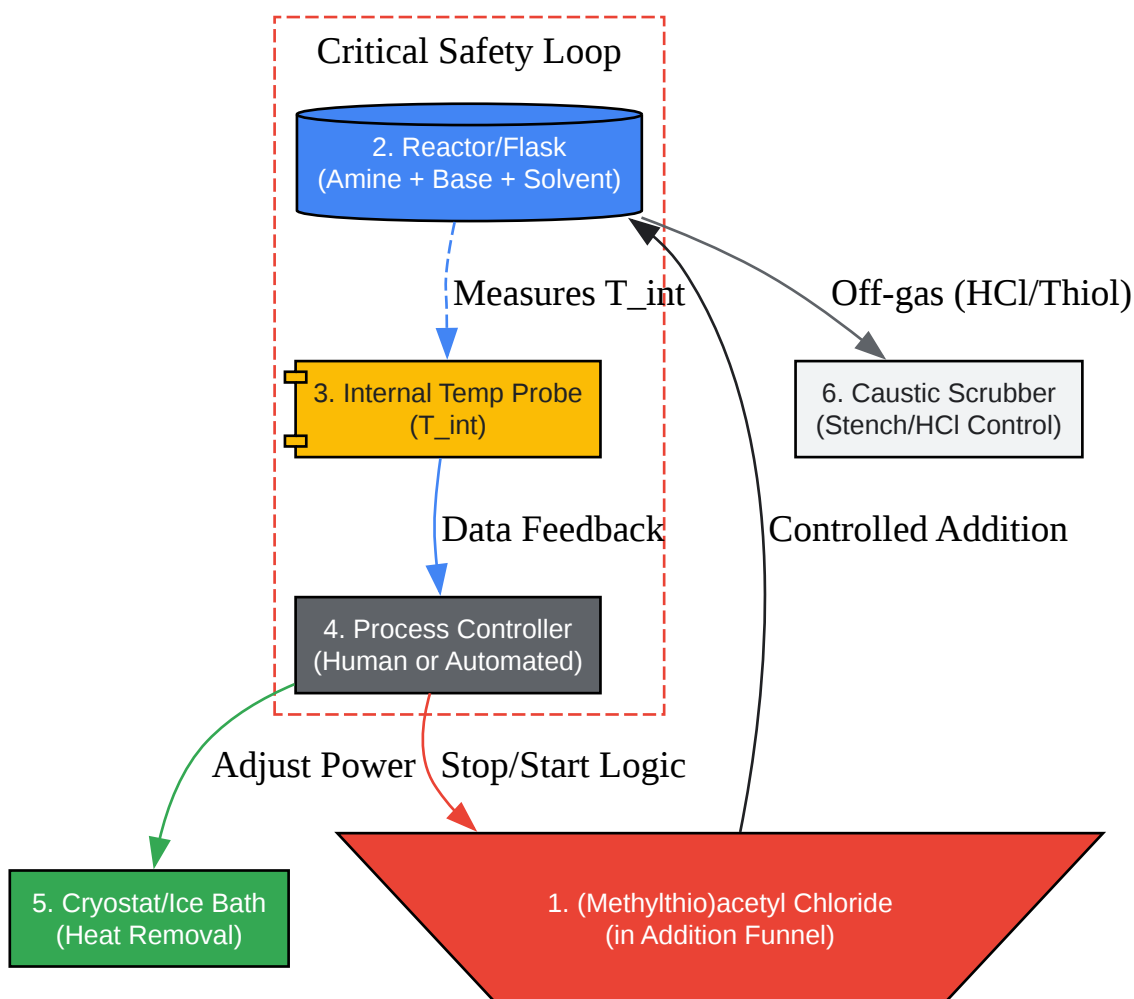 Critical Safety Loop
2. Reactor/Flask
(Amine + Base + Solvent)
Measures T_int
Off-gas (HCl/Thiol)
3. Internal Temp Probe
(T_int)
6. Caustic Scrubber
(Stench/HCl Control)
Data Feedback
Controlled Addition
4. Process Controller
(Human or Automated)
Adjust Power
Stop/Start Logic
5. Cryostat/Ice Bath
(Heat Removal)
1. (Methylthio)acetyl Chloride
(in Addition Funnel)